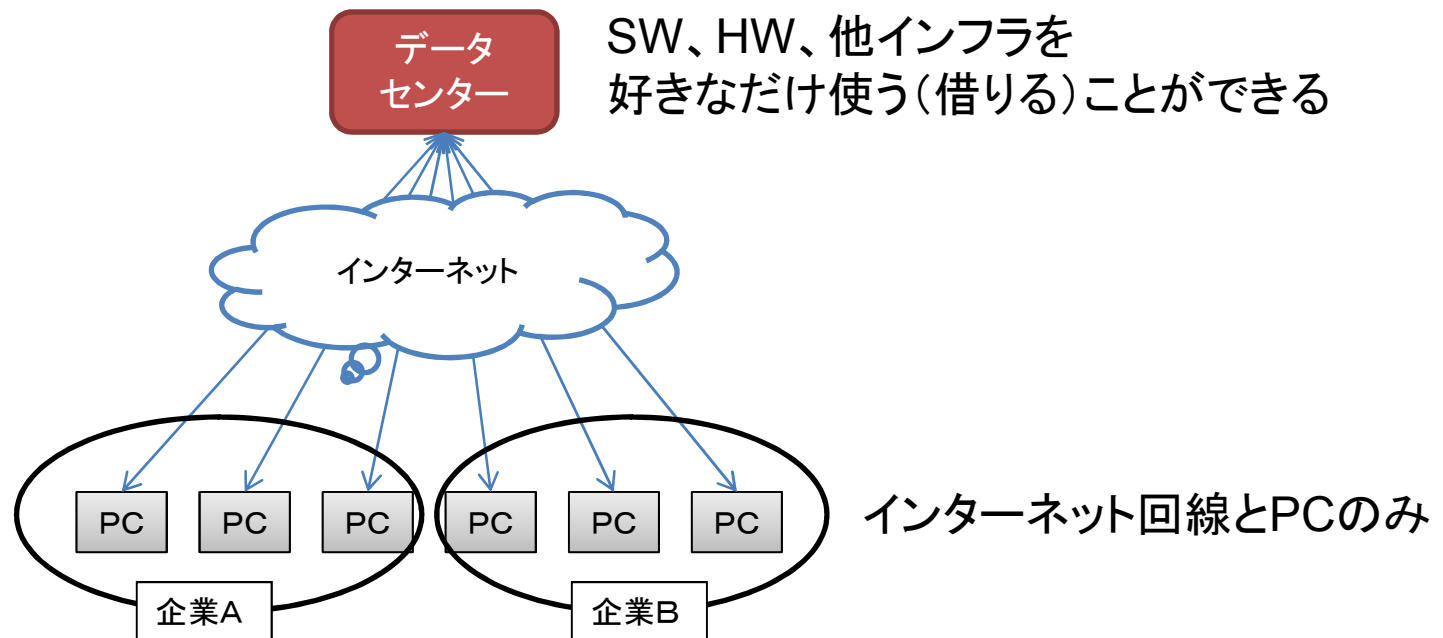 データ
センター
SW、HW、他インフラを
好きなだけ使う（借りる）ことができる
インターネット
PC PC PC PC PC PC
インターネット回線とPCのみ
企業A 企業B